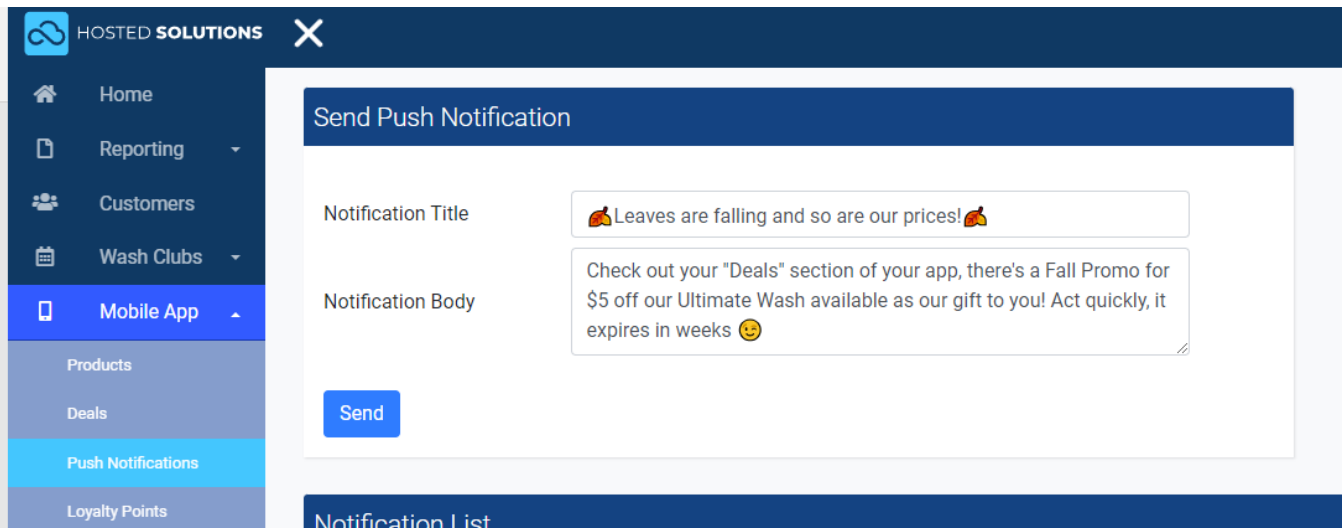 HOSTED SOLUTIONS
Home
Reporting
Customers
Wash Clubs
Mobile App
Products
Deals
Push Notifications
Loyalty Points
Send Push Notification
Notification Title
🍂Leaves are falling and so are our prices!🍂
Notification Body
Check out your "Deals" section of your app, there's a Fall Promo for
$5 off our Ultimate Wash available as our gift to you! Act quickly, it
expires in weeks 😉
Send
Notification List